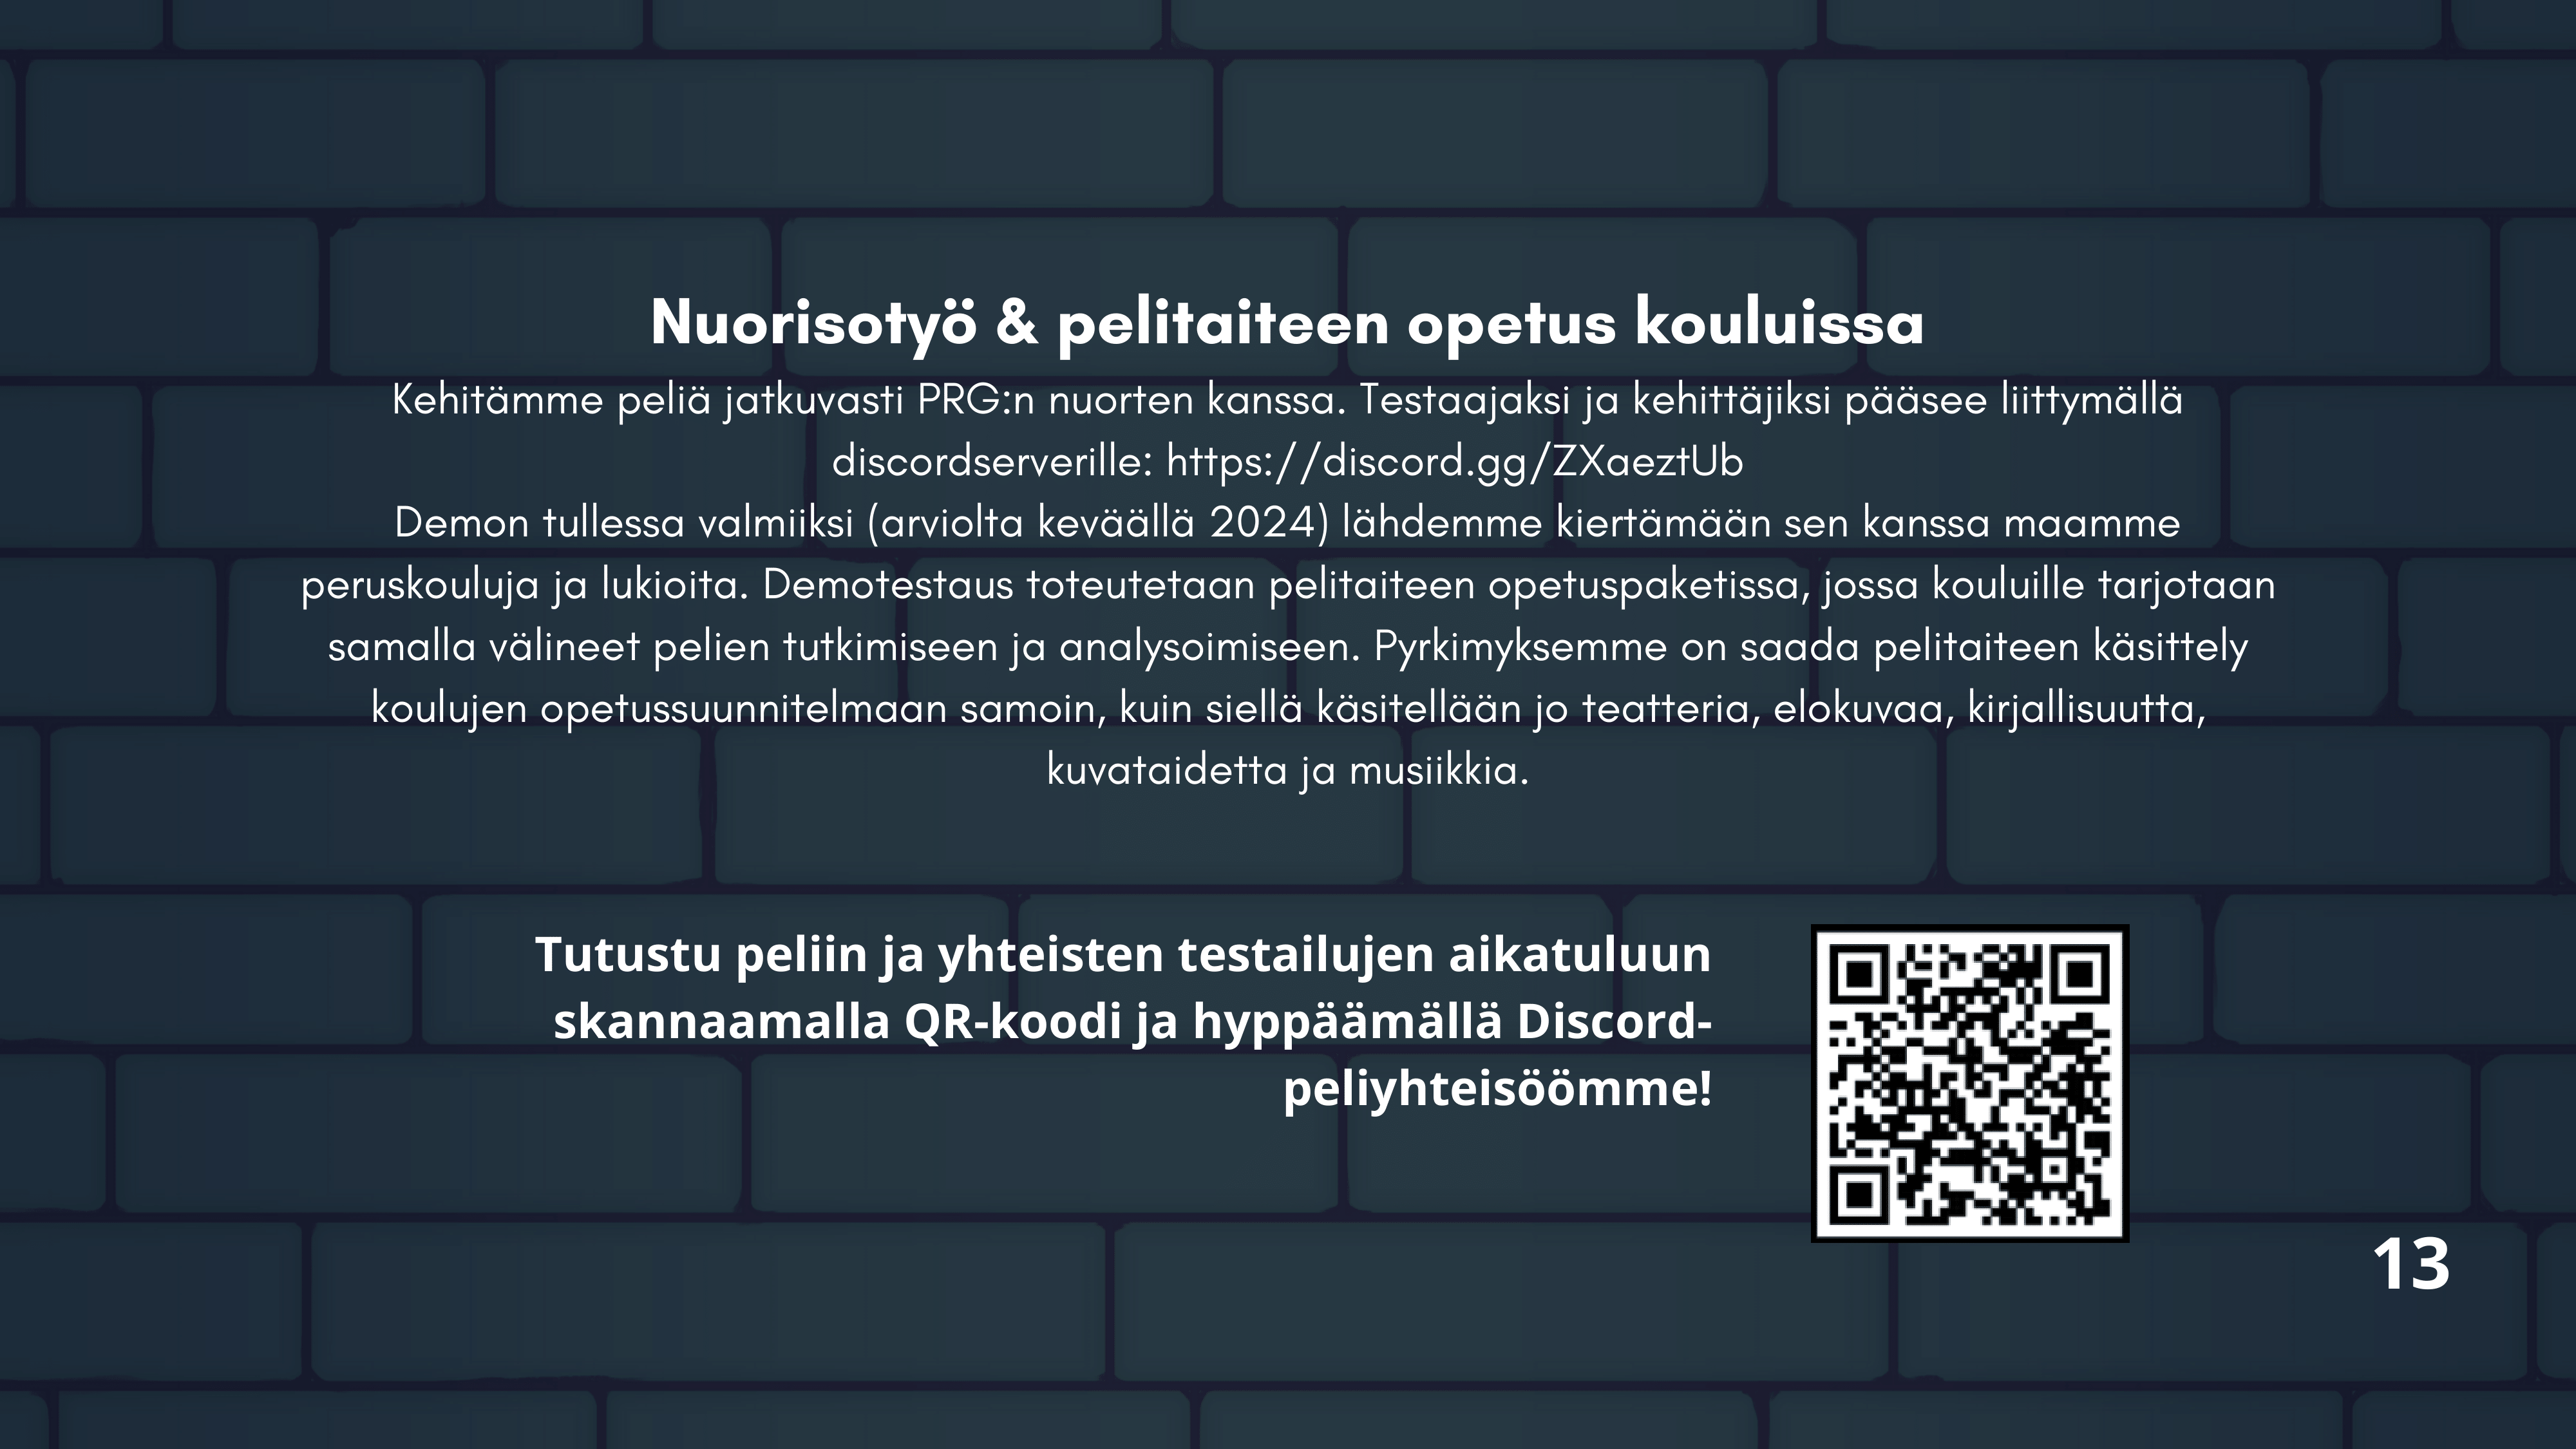 Nuorisotyö & pelitaiteen opetus kouluissa
Kehitämme peliä jatkuvasti PRG:n nuorten kanssa. Testaajaksi ja kehittäjiksi pääsee liittymällä
discordserverille: https://discord.gg/ZXaeztUb
Demon tullessa valmiiksi (arviolta keväällä 2024) lähdemme kiertämään sen kanssa maamme
peruskouluja ja lukioita. Demotestaus toteutetaan pelitaiteen opetuspaketissa, jossa kouluille tarjotaan
samalla välineet pelien tutkimiseen ja analysoimiseen. Pyrkimyksemme on saada pelitaiteen käsittely
koulujen opetussuunnitelmaan samoin, kuin siellä käsitellään jo teatteria, elokuvaa, kirjallisuutta,
kuvataidetta ja musiikkia.
Tutustu peliin ja yhteisten testailujen aikatuluun
skannaamalla QR-koodi ja hyppäämällä Discord-
peliyhteisöömme!
13